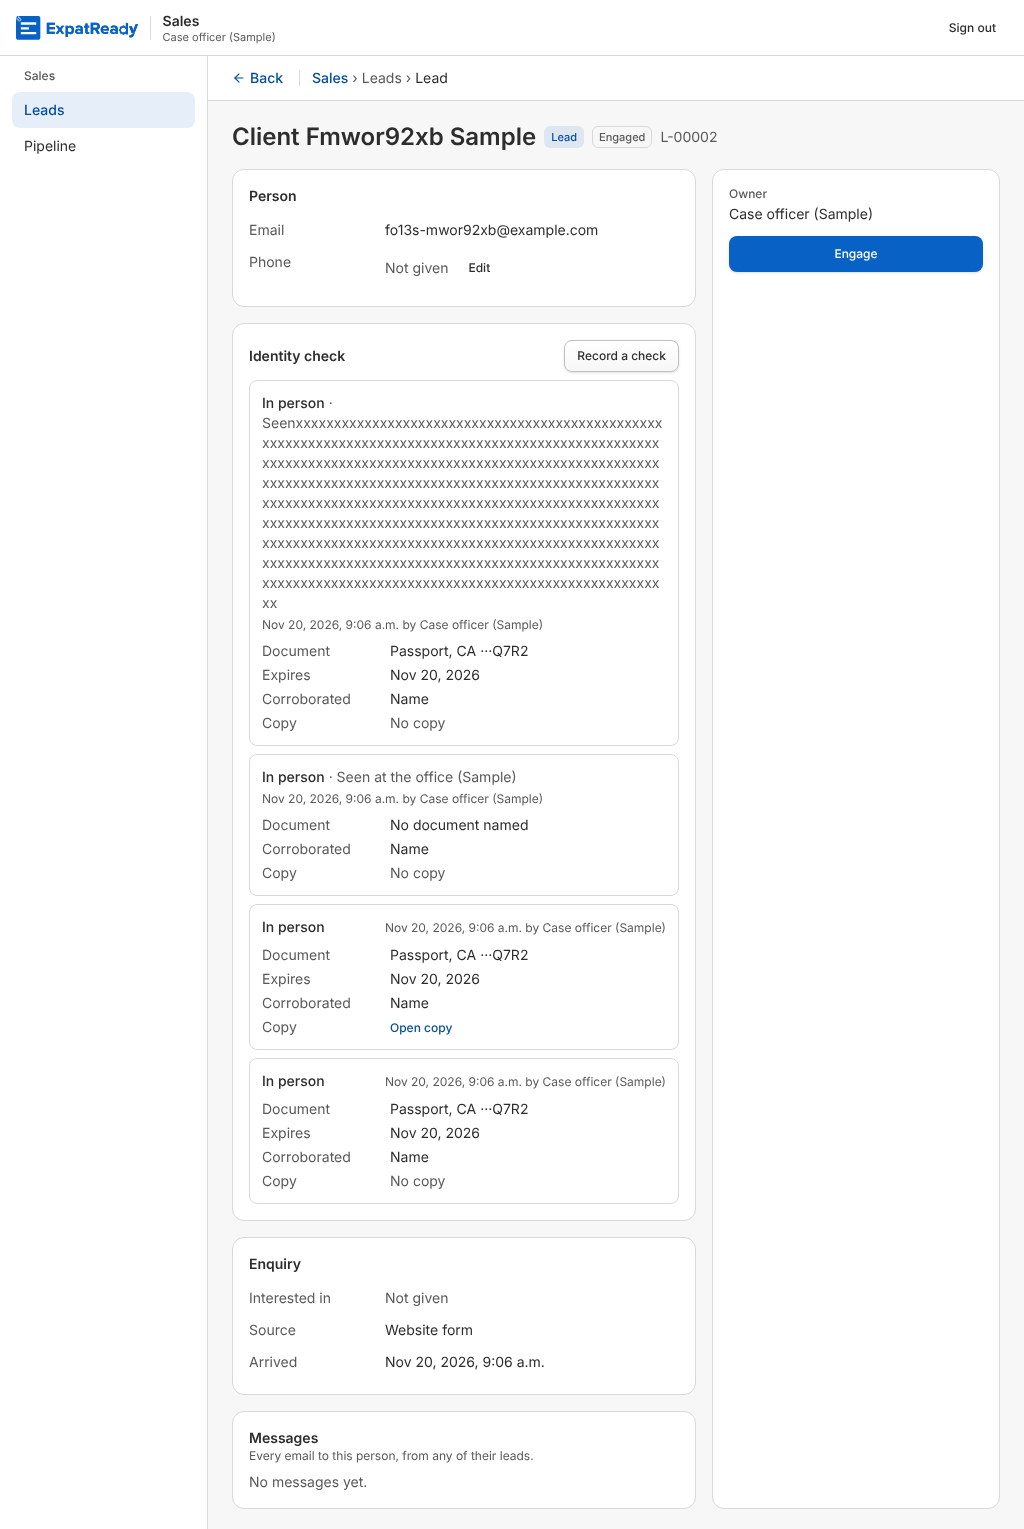 ExpatReady
Sales
Case officer (Sample)
Sign out
Sales
Leads
Pipeline
← Back
Sales › Leads › Lead
Client Fmwor92xb Sample Lead Engaged L-00002
Person
Email fo13s-mwor92xb@example.com
Phone Not given Edit
Owner
Case officer (Sample)
Engage
Identity check Record a check
In person ·
Seenxxxxxxxxxxxxxxxxxxxxxxxxxxxxxxxxxxxxxxxxxxxxxxxx
xxxxxxxxxxxxxxxxxxxxxxxxxxxxxxxxxxxxxxxxxxxxxxxxxxxx
xxxxxxxxxxxxxxxxxxxxxxxxxxxxxxxxxxxxxxxxxxxxxxxxxxxx
xxxxxxxxxxxxxxxxxxxxxxxxxxxxxxxxxxxxxxxxxxxxxxxxxxxx
xxxxxxxxxxxxxxxxxxxxxxxxxxxxxxxxxxxxxxxxxxxxxxxxxxxx
xxxxxxxxxxxxxxxxxxxxxxxxxxxxxxxxxxxxxxxxxxxxxxxxxxxx
xxxxxxxxxxxxxxxxxxxxxxxxxxxxxxxxxxxxxxxxxxxxxxxxxxxx
xxxxxxxxxxxxxxxxxxxxxxxxxxxxxxxxxxxxxxxxxxxxxxxxxxxx
xxxxxxxxxxxxxxxxxxxxxxxxxxxxxxxxxxxxxxxxxxxxxxxxxxxx
xx
Nov 20, 2026, 9:06 a.m. by Case officer (Sample)
Document Passport, CA ···Q7R2
Expires Nov 20, 2026
Corroborated Name
Copy No copy
In person · Seen at the office (Sample)
Nov 20, 2026, 9:06 a.m. by Case officer (Sample)
Document No document named
Corroborated Name
Copy No copy
In person Nov 20, 2026, 9:06 a.m. by Case officer (Sample)
Document Passport, CA ···Q7R2
Expires Nov 20, 2026
Corroborated Name
Copy Open copy
In person Nov 20, 2026, 9:06 a.m. by Case officer (Sample)
Document Passport, CA ···Q7R2
Expires Nov 20, 2026
Corroborated Name
Copy No copy
Enquiry
Interested in Not given
Source Website form
Arrived Nov 20, 2026, 9:06 a.m.
Messages
Every email to this person, from any of their leads.
No messages yet.